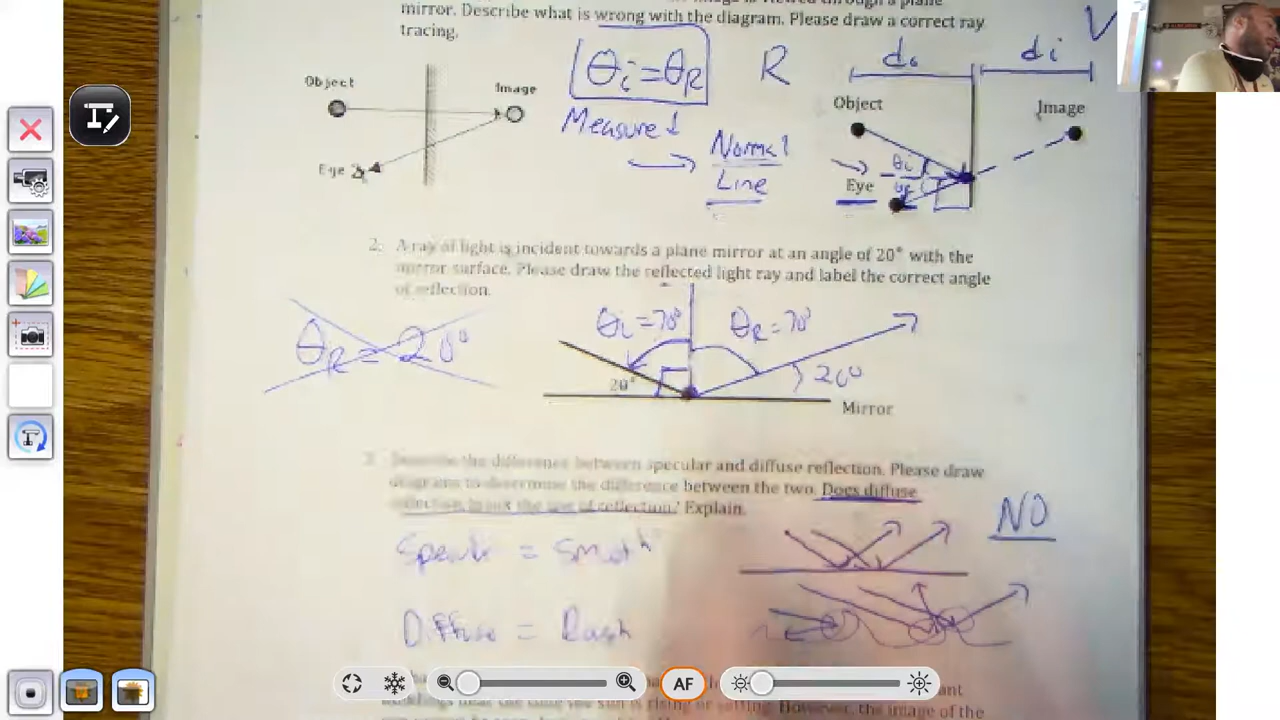 mirror. Describe what is wrong with the diagram. Please draw a correct ray
tracing.
Object
Image
Eye
θi = θR
R
Measure
Normal
Line
do
di
Object
Image
θi
Eye
2. A ray of light is incident towards a plane mirror at an angle of 20° with the
mirror surface. Please draw the reflected light ray and label the correct angle
of reflection.
θR = 20°
θi = 70°
θR = 70°
20°
20°
Mirror
3. Describe the difference between specular and diffuse reflection. Please draw
diagrams to determine the difference between the two. Does diffuse
reflection break the law of reflection? Explain.
NO
= Smooth
Diffuse = Rough
AF